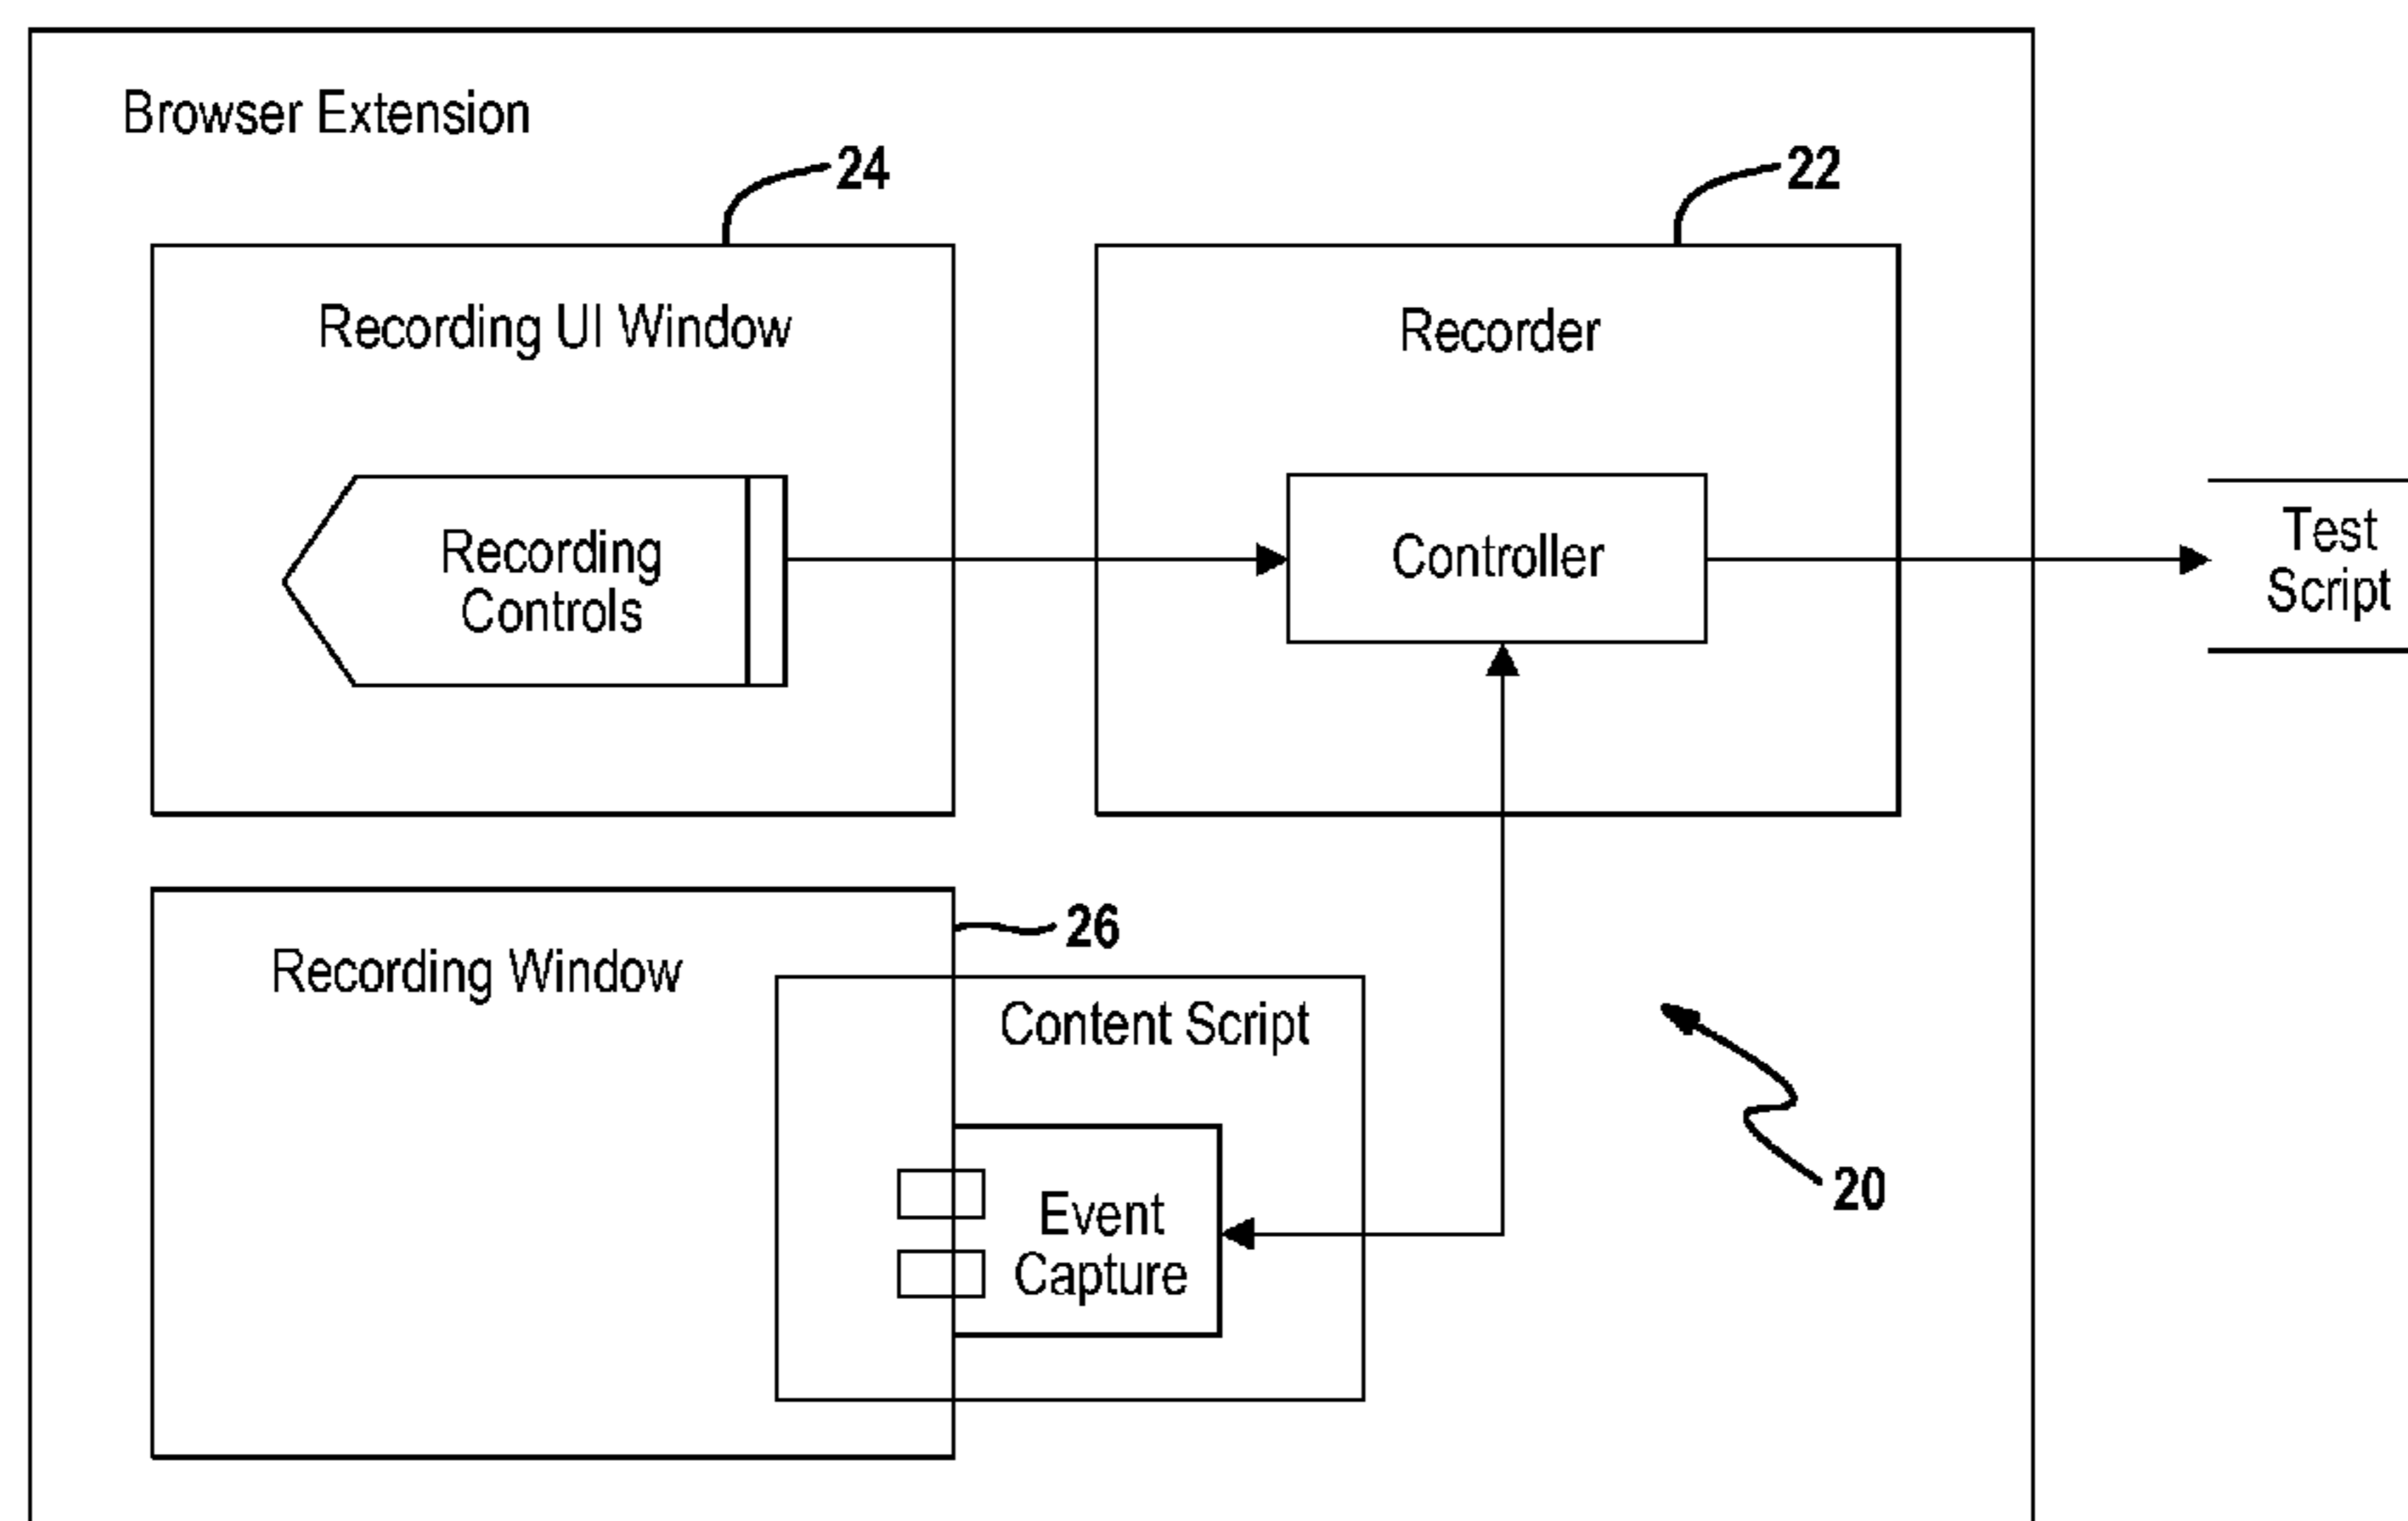 Browser Extension
24
22
Recording UI Window
Recorder
Recording
Controls
Controller
Test
Script
26
Recording Window
Content Script
Event
Capture
20